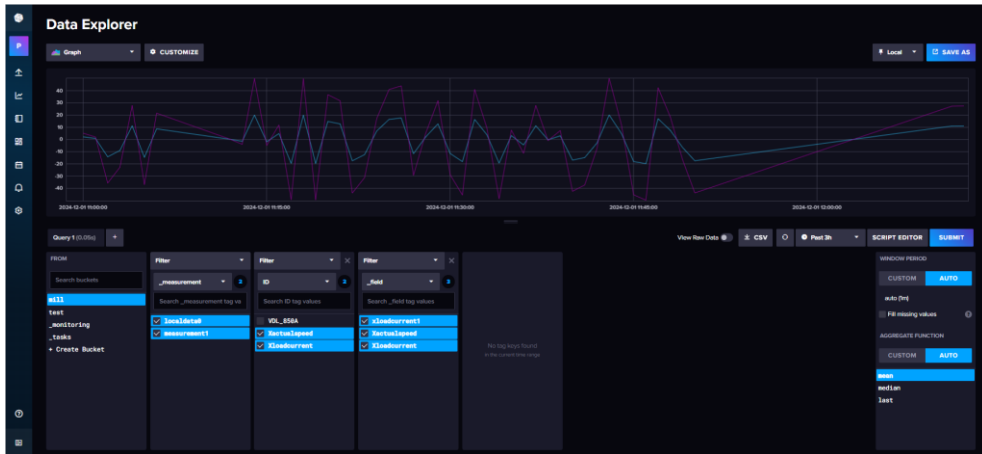 Data Explorer
P
Graph
CUSTOMIZE
Local
SAVE AS
40
30
20
10
0
-10
-20
-30
-40
2024-12-01 11:00:00
2024-12-01 11:15:00
2024-12-01 11:30:00
2024-12-01 11:45:00
2024-12-01 12:00:00
Query 1 (0.05s)
+
View Raw Data
CSV
Past 3h
SCRIPT EDITOR
SUBMIT
FROM
Search buckets
mill
test
_monitoring
_tasks
+ Create Bucket
Filter
_measurement
Search _measurement tag va
localdata0
measurement1
Filter
ID
Search ID tag values
VDL_858A
Xactualspeed
Xloadcurrent
Filter
_field
Search _field tag values
xloadcurrent1
Xactualspeed
Xloadcurrent
No tag keys found
in the current time range
WINDOW PERIOD
CUSTOM
AUTO
auto (1m)
Fill missing values
AGGREGATE FUNCTION
CUSTOM
AUTO
mean
median
last